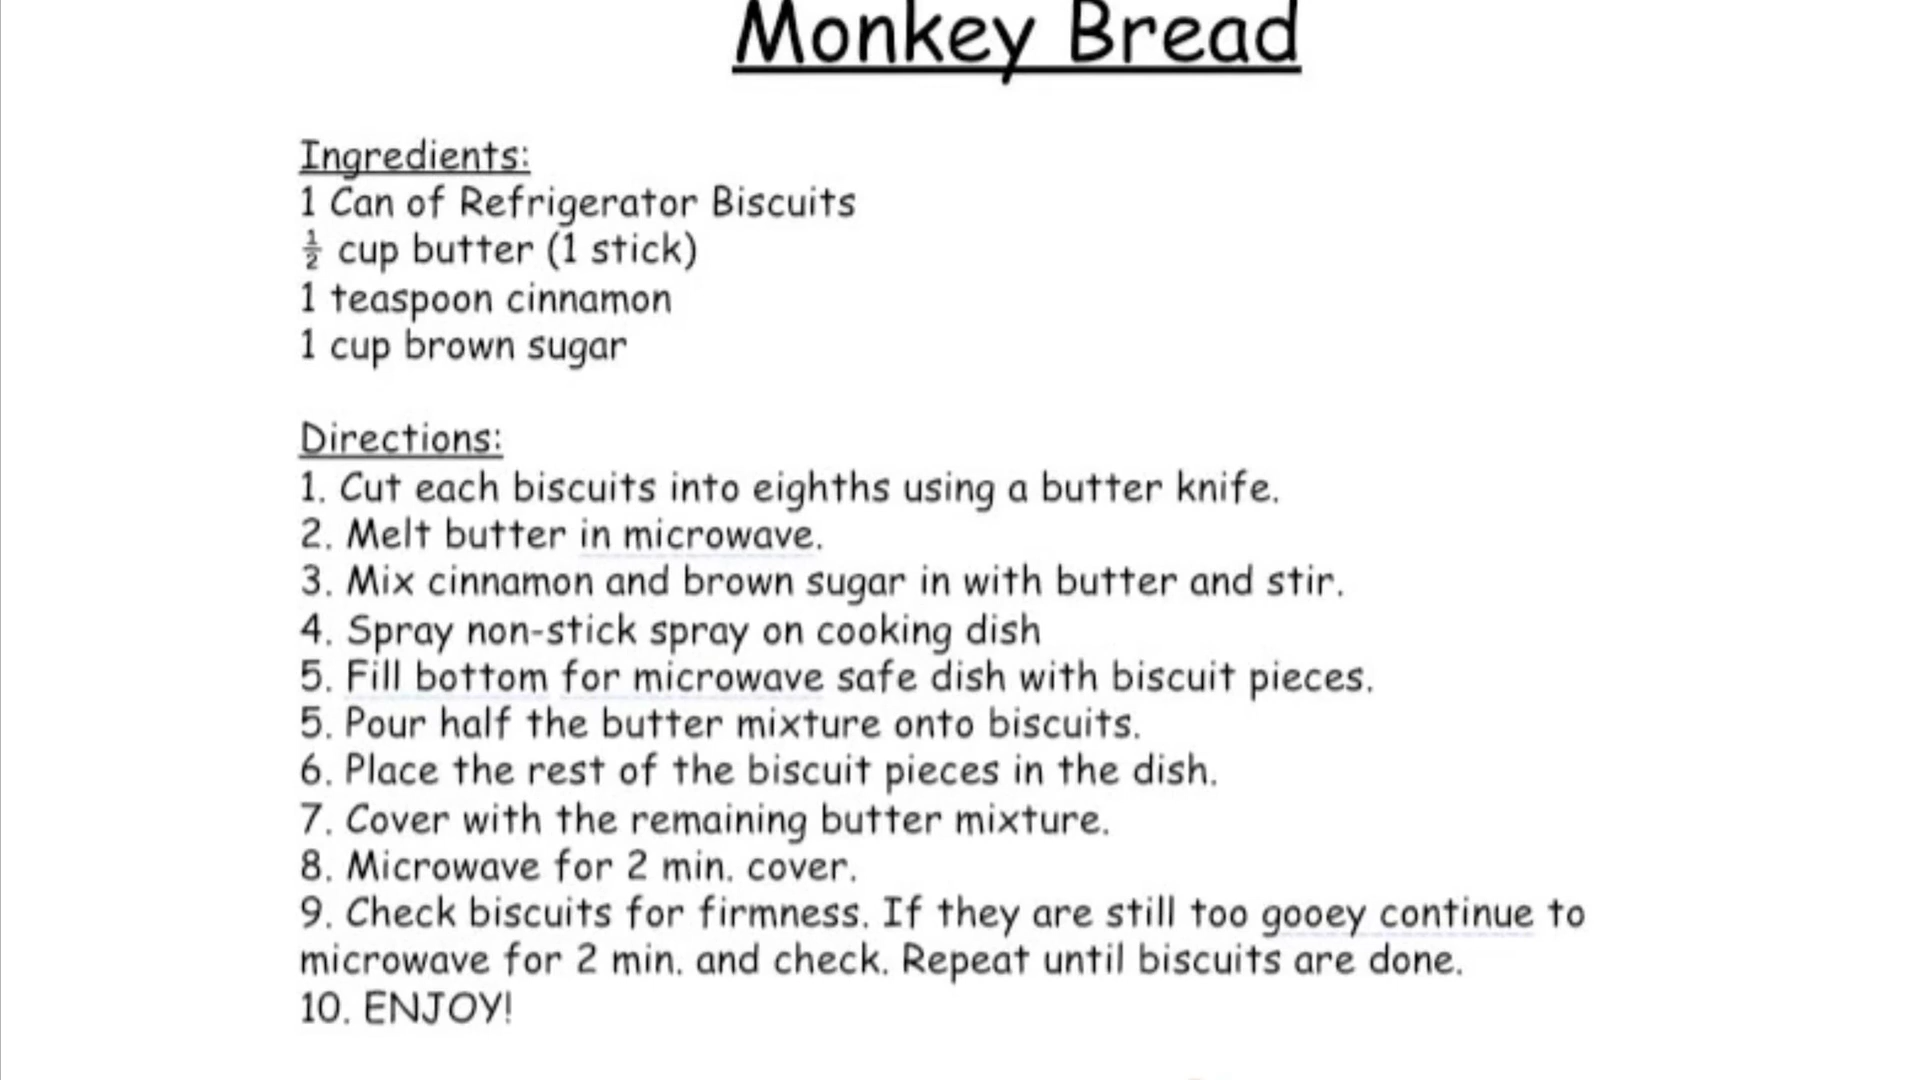 Monkey Bread
Ingredients:
1 Can of Refrigerator Biscuits
½ cup butter (1 stick)
1 teaspoon cinnamon
1 cup brown sugar
Directions:
1. Cut each biscuits into eighths using a butter knife.
2. Melt butter in microwave.
3. Mix cinnamon and brown sugar in with butter and stir.
4. Spray non-stick spray on cooking dish
5. Fill bottom for microwave safe dish with biscuit pieces.
5. Pour half the butter mixture onto biscuits.
6. Place the rest of the biscuit pieces in the dish.
7. Cover with the remaining butter mixture.
8. Microwave for 2 min. cover.
9. Check biscuits for firmness. If they are still too gooey continue to
microwave for 2 min. and check. Repeat until biscuits are done.
10. ENJOY!